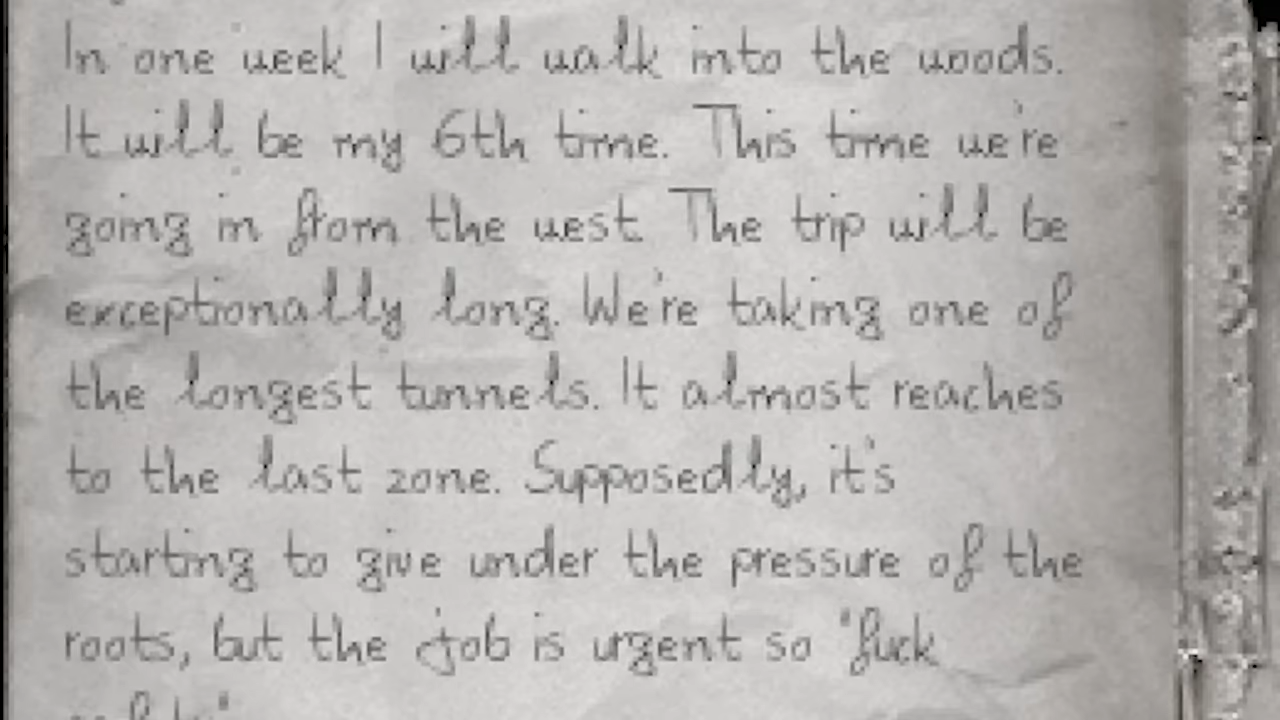 In one week I will walk into the woods.
It will be my 6th time. This time we're
going in from the west. The trip will be
exceptionally long. We're taking one of
the longest tunnels. It almost reaches
to the last zone. Supposedly, it's
starting to give under the pressure of the
roots, but the job is urgent so "fuck